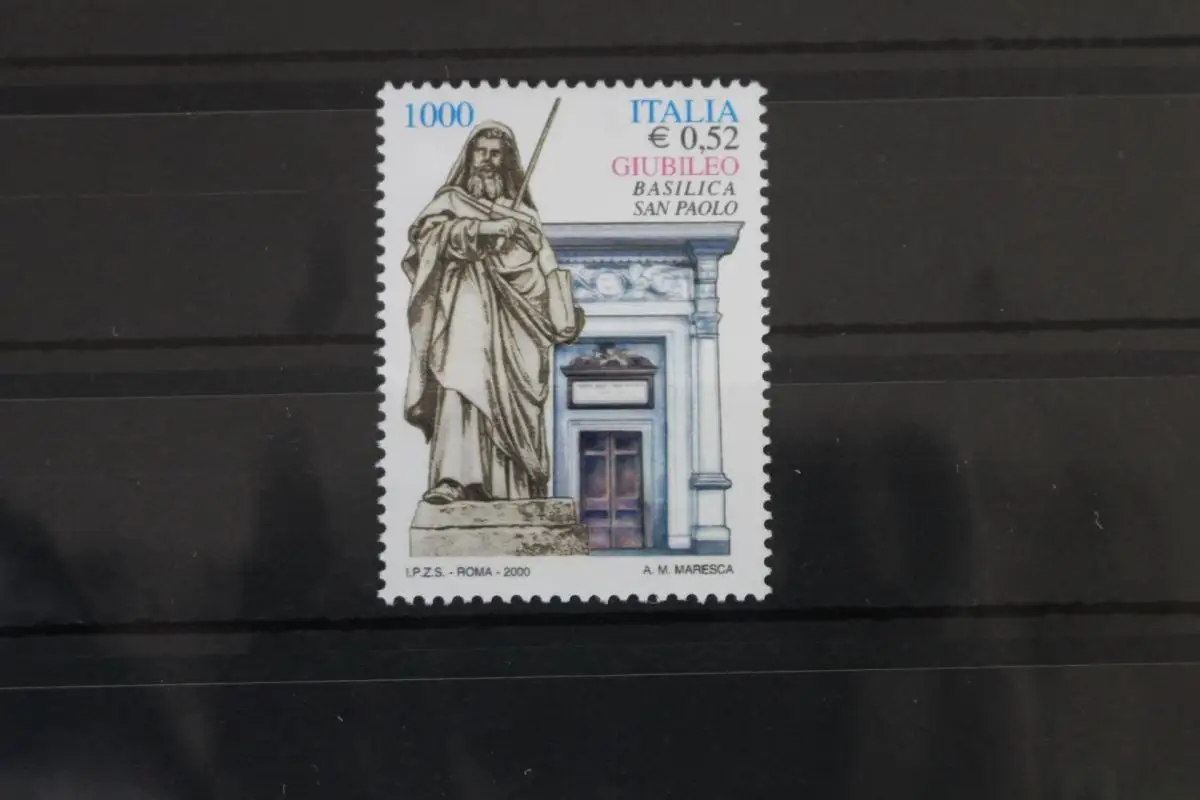 1000
ITALIA
€ 0,52
GIUBILEO
BASILICA
SAN PAOLO
I.P.Z.S. - ROMA - 2000
A. M. MARESCA